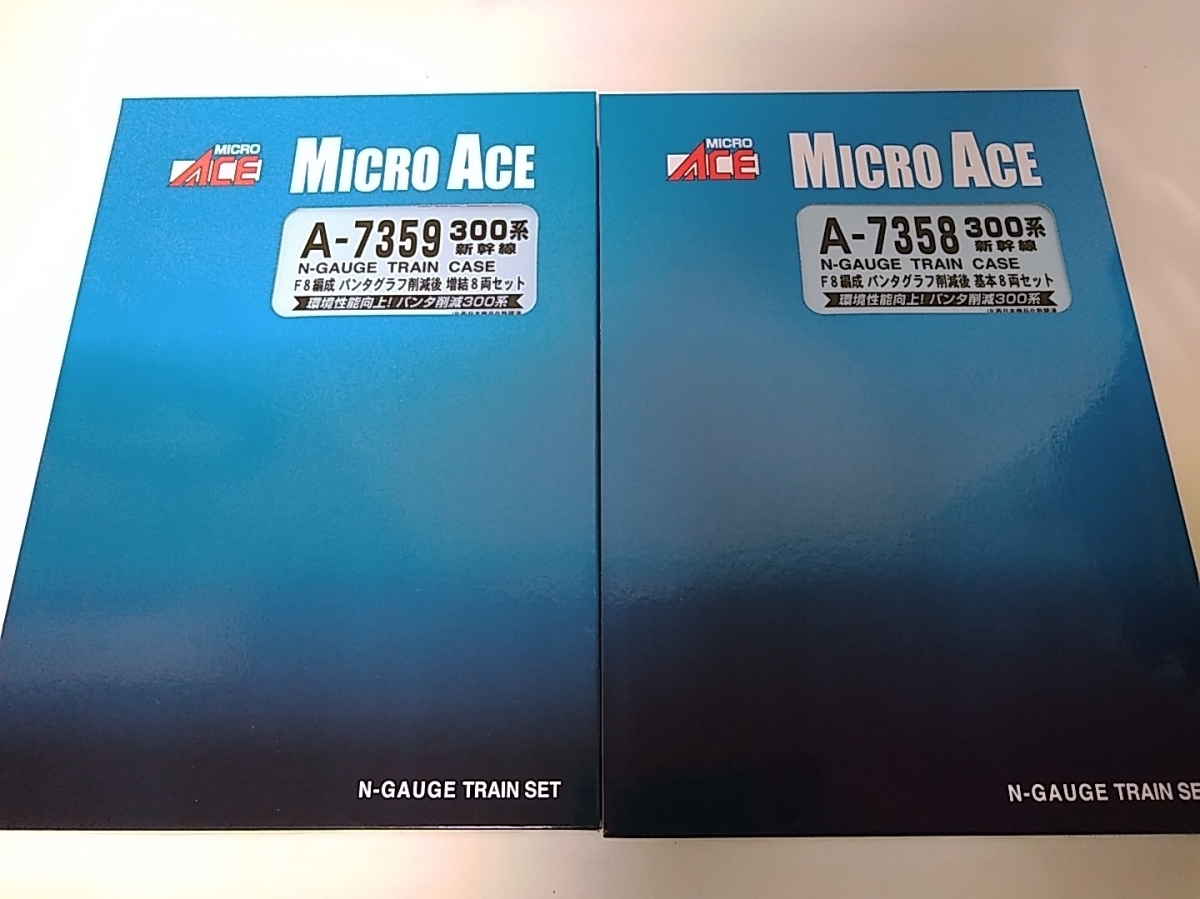 MICRO
ACE
MICRO ACE
A-7359 300系
新幹線
N-GAUGE TRAIN CASE
F8編成 パンタグラフ削減後 増結8両セット
環境性能向上! パンタ削減300系
N-GAUGE TRAIN SET
MICRO
ACE
MICRO ACE
A-7358 300系
新幹線
N-GAUGE TRAIN CASE
F8編成 パンタグラフ削減後 基本8両セット
環境性能向上! パンタ削減300系
N-GAUGE TRAIN SE